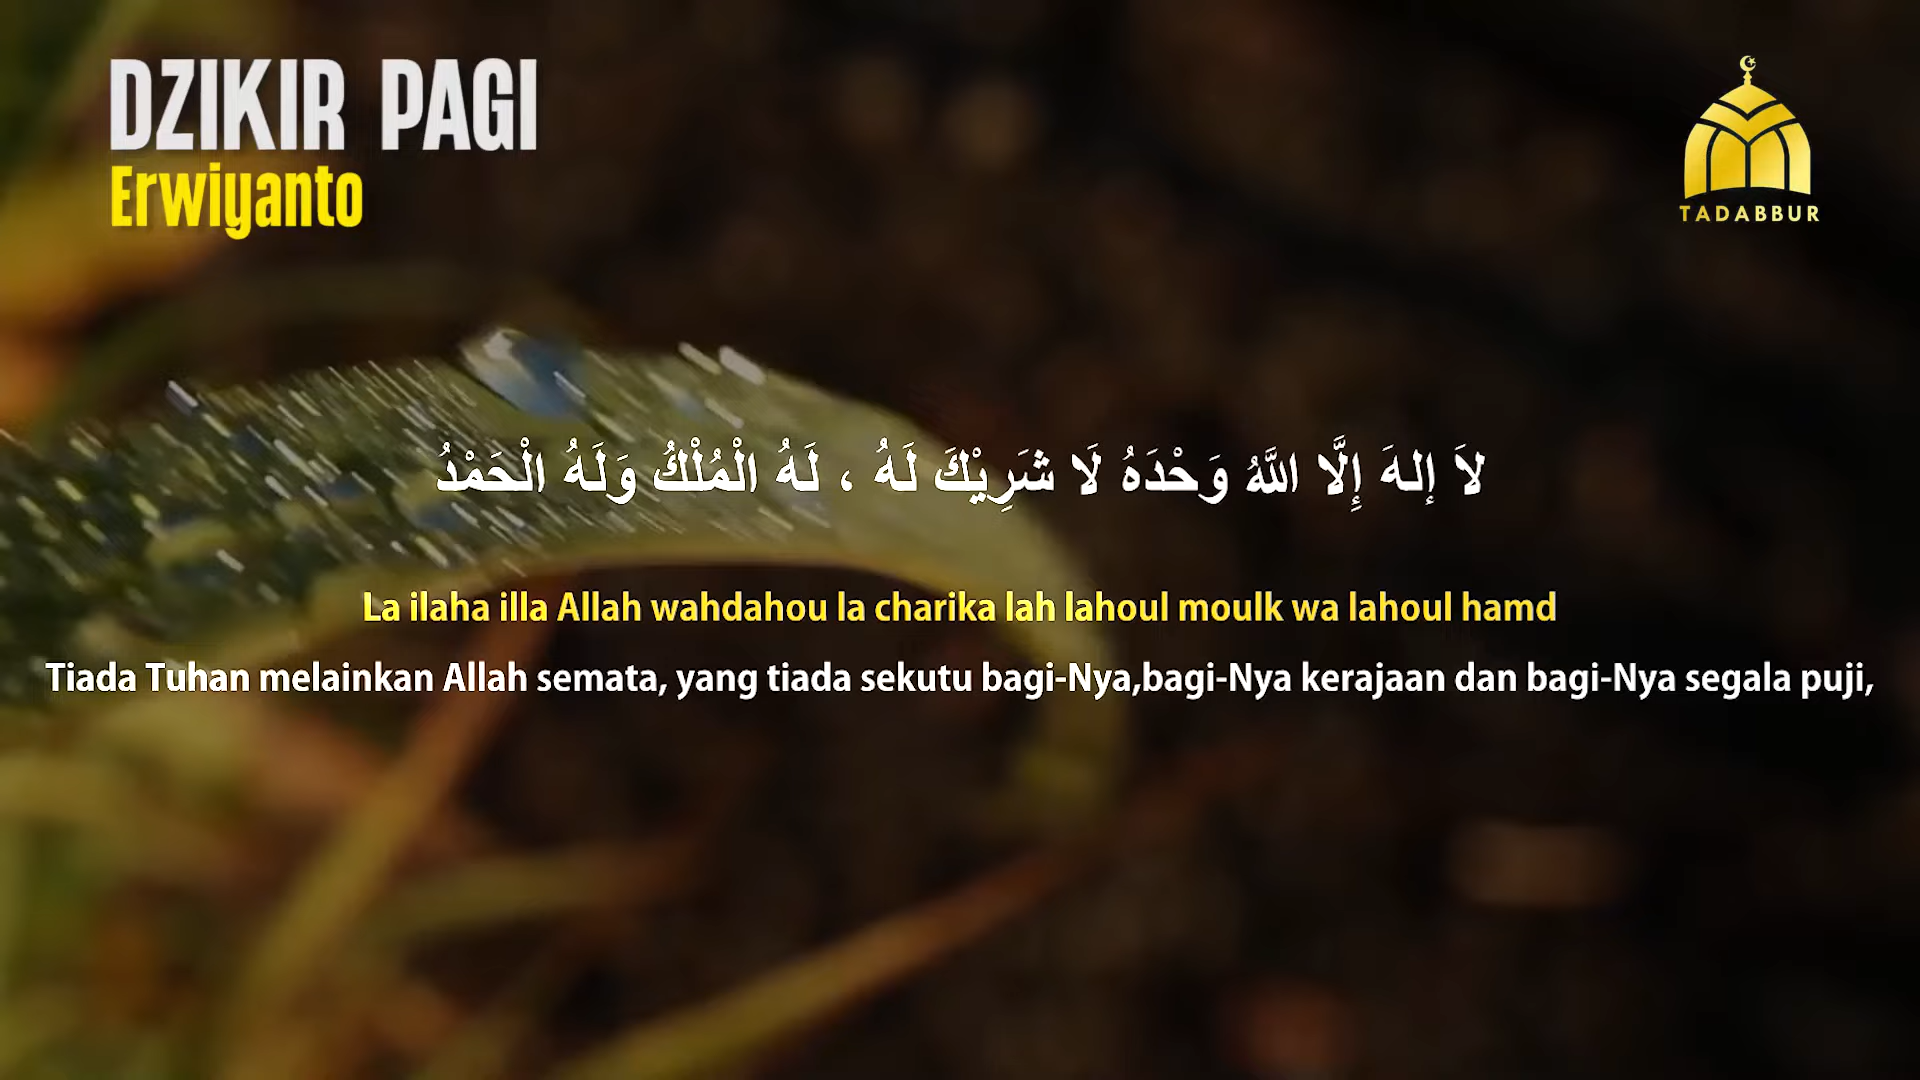 DZIKIR PAGI
Erwiyanto
TADABBUR
لاَ إلهَ إِلَّا اللَّهُ وَحْدَهُ لَا شَرِيْكَ لَهُ ، لَهُ الْمُلْكُ وَلَهُ الْحَمْدُ
La ilaha illa Allah wahdahou la charika lah lahoul moulk wa lahoul hamd
Tiada Tuhan melainkan Allah semata, yang tiada sekutu bagi-Nya,bagi-Nya kerajaan dan bagi-Nya segala puji,